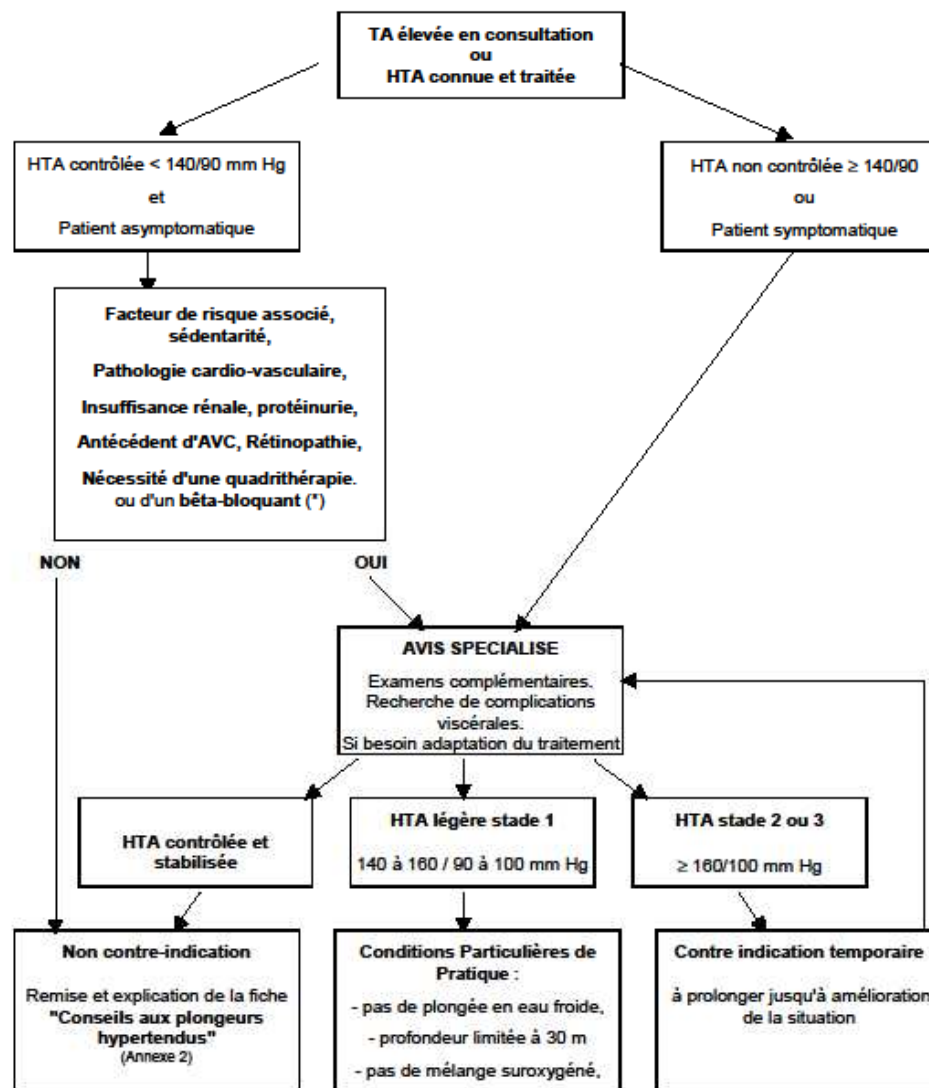 TA élevée en consultation
ou
HTA connue et traitée
HTA contrôlée < 140/90 mm Hg
et
Patient asymptomatique
HTA non contrôlée ≥ 140/90
ou
Patient symptomatique
Facteur de risque associé,
sédentarité,
Pathologie cardio-vasculaire,
Insuffisance rénale, protéinurie,
Antécédent d'AVC, Rétinopathie,
Nécessité d'une quadrithérapie.
ou d'un bêta-bloquant (*)
NON
OUI
AVIS SPECIALISE
Examens complémentaires.
Recherche de complications
viscérales.
Si besoin adaptation du traitement
HTA contrôlée et
stabilisée
HTA légère stade 1
140 à 160 / 90 à 100 mm Hg
HTA stade 2 ou 3
≥ 160/100 mm Hg
Non contre-indication
Remise et explication de la fiche
"Conseils aux plongeurs
hypertendus"
(Annexe 2)
Conditions Particulières de
Pratique :
- pas de plongée en eau froide,
- profondeur limitée à 30 m
- pas de mélange suroxygéné,
Contre indication temporaire
à prolonger jusqu'à amélioration
de la situation